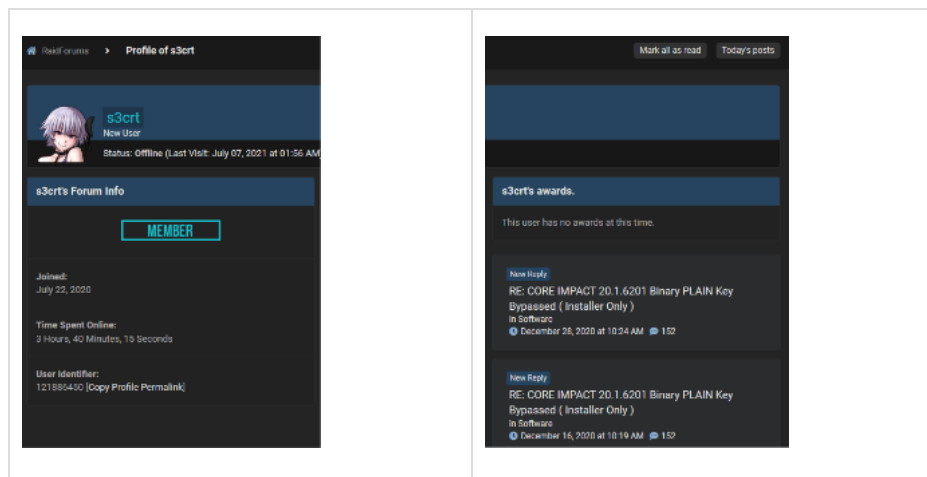 RaidForums > Profile of s3crt
s3crt
New User
Status: Offline (Last Visit: July 07, 2021 at 01:56 AM
s3crt's Forum Info
MEMBER
Joined:
July 22, 2020
Time Spent Online:
3 Hours, 40 Minutes, 15 Seconds
User Identifier:
121886450 [Copy Profile Permalink]
Mark all as read Today's posts
s3crt's awards.
This user has no awards at this time.
New Reply
RE: CORE IMPACT 20.1.6201 Binary PLAIN Key
Bypassed ( Installer Only )
in Software
December 28, 2020 at 10:24 AM 152
New Reply
RE: CORE IMPACT 20.1.6201 Binary PLAIN Key
Bypassed ( Installer Only )
in Software
December 16, 2020 at 10:19 AM 152